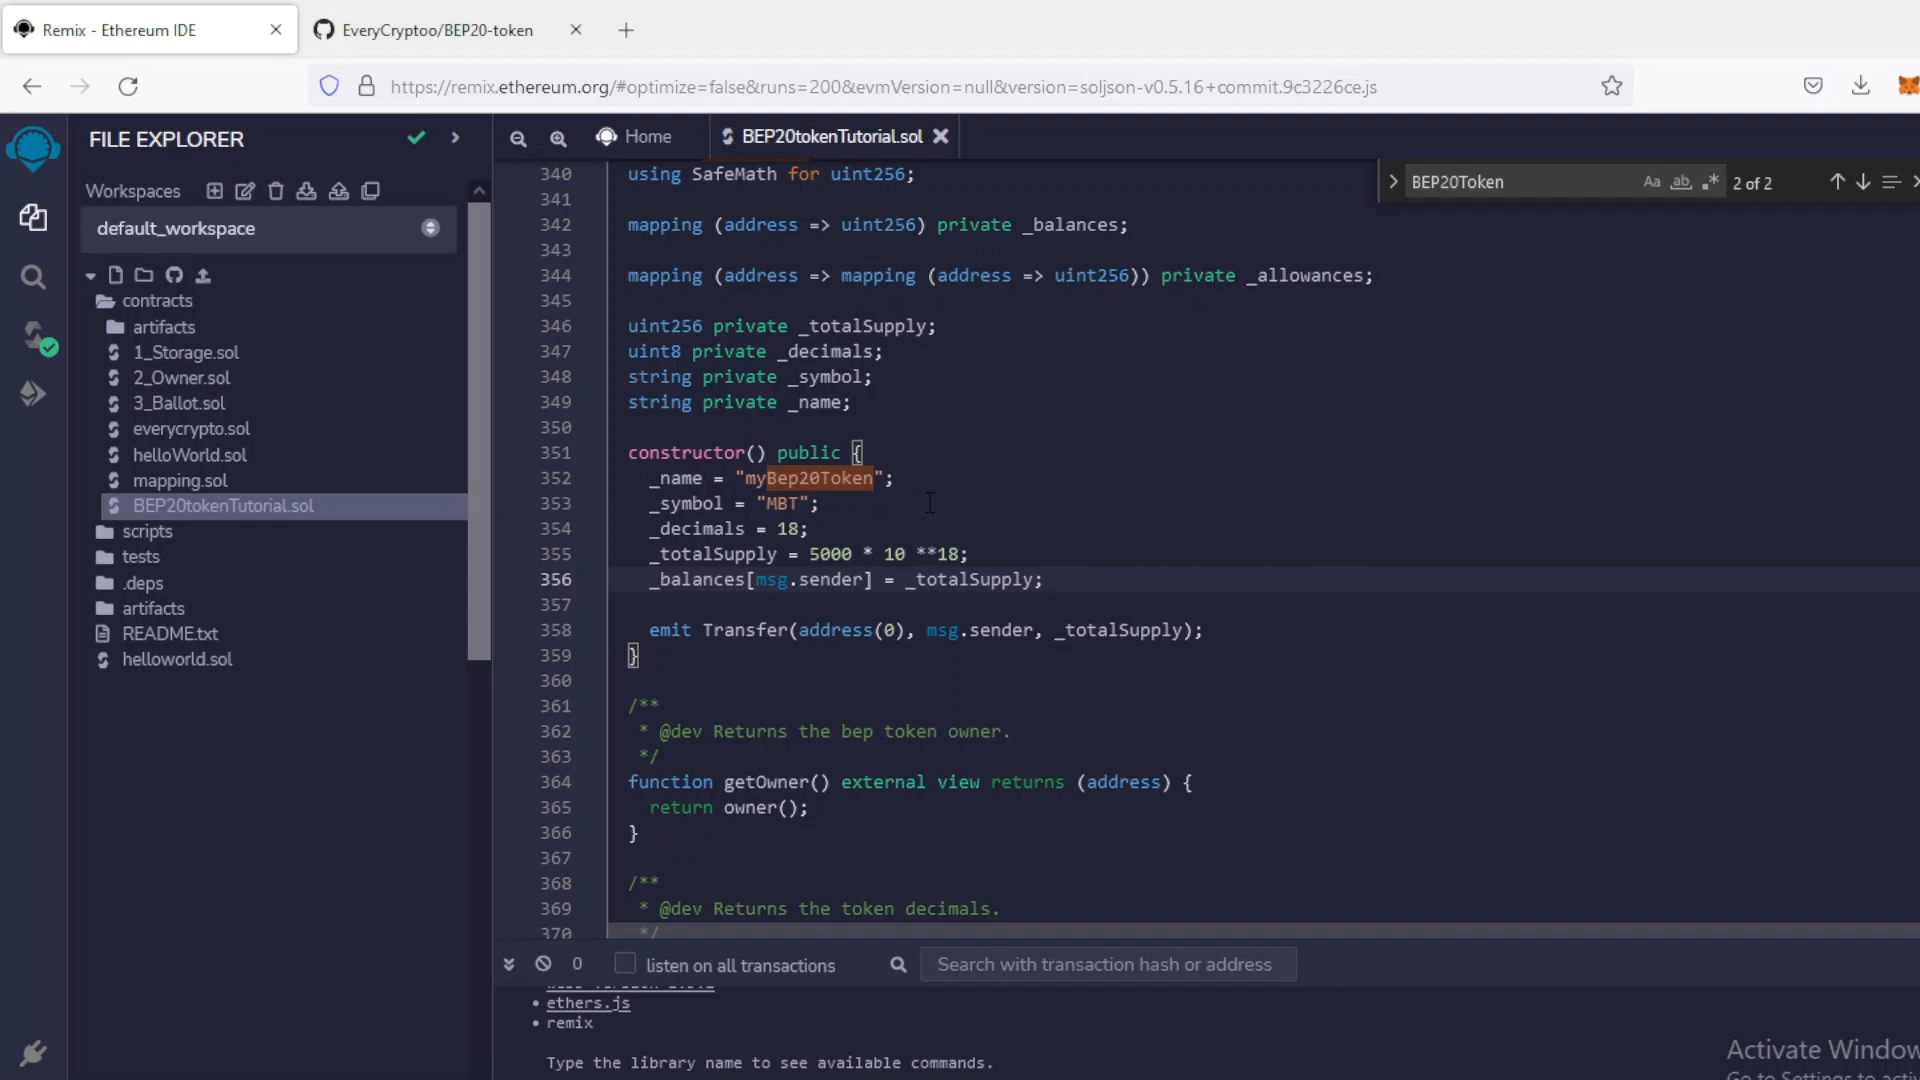 Remix - Ethereum IDE
EveryCryptoo/BEP20-token
https://remix.ethereum.org/#optimize=false&runs=200&evmVersion=null&version=soljson-v0.5.16+commit.9c3226ce.js
FILE EXPLORER
Workspaces
default_workspace
contracts
artifacts
1_Storage.sol
2_Owner.sol
3_Ballot.sol
everycrypto.sol
helloWorld.sol
mapping.sol
BEP20tokenTutorial.sol
scripts
tests
.deps
artifacts
README.txt
helloworld.sol
Home
BEP20tokenTutorial.sol
BEP20Token
Aa
ab
.*
2 of 2
340 using SafeMath for uint256;
341
342 mapping (address => uint256) private _balances;
343
344 mapping (address => mapping (address => uint256)) private _allowances;
345
346 uint256 private _totalSupply;
347 uint8 private _decimals;
348 string private _symbol;
349 string private _name;
350
351 constructor() public {
352 _name = "myBep20Token";
353 _symbol = "MBT";
354 _decimals = 18;
355 _totalSupply = 5000 * 10 **18;
356 _balances[msg.sender] = _totalSupply;
357
358 emit Transfer(address(0), msg.sender, _totalSupply);
359 }
360
361 /**
362 * @dev Returns the bep token owner.
363 */
364 function getOwner() external view returns (address) {
365 return owner();
366 }
367
368 /**
369 * @dev Returns the token decimals.
370 */
0
listen on all transactions
Search with transaction hash or address
• ethers.js
• remix
Type the library name to see available commands.
Activate Window